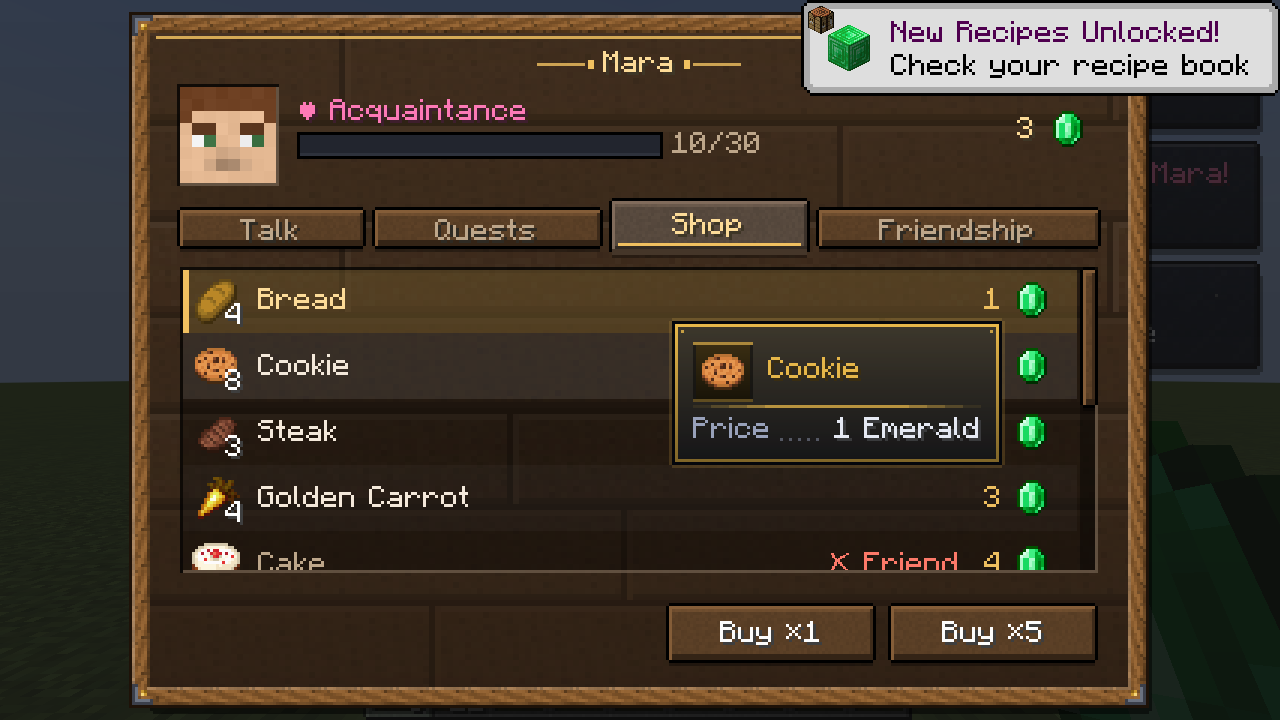 New Recipes Unlocked!
Check your recipe book
Mara
Acquaintance
10/30
3
Mara!
Talk
Quests
Shop
Friendship
4 Bread 1
8 Cookie
3 Steak
4 Golden Carrot 3
Cake X Friend 4
Cookie
Price ..... 1 Emerald
Buy ×1
Buy ×5